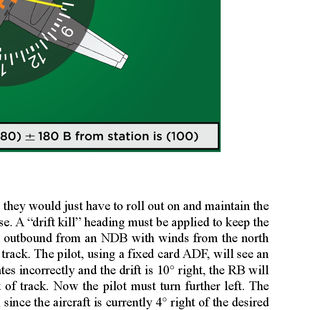 6
12
80) ± 180 B from station is (100)
they would just have to roll out on and maintain the
se. A “drift kill” heading must be applied to keep the
outbound from an NDB with winds from the north
track. The pilot, using a fixed card ADF, will see an
tes incorrectly and the drift is 10° right, the RB will
of track. Now the pilot must turn further left. The
since the aircraft is currently 4° right of the desired